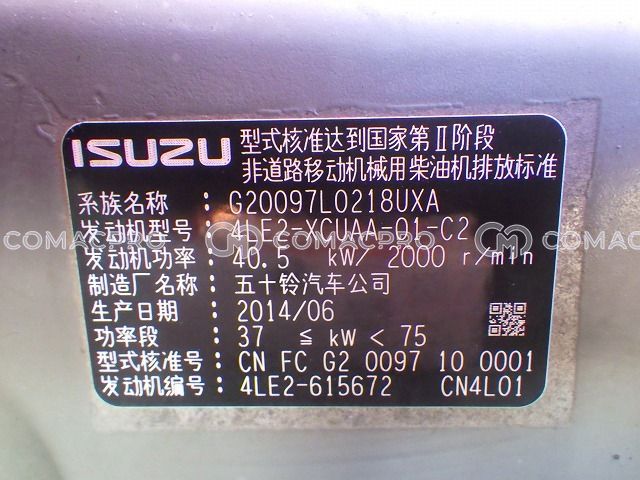 ISUZU 型式核准达到国家第Ⅱ阶段
非道路移动机械用柴油机排放标准
系族名称 : G20097L0218UXA
发动机型号: 4LE2-XCUAA-01-C2
发动机功率: 40.5 kW/ 2000 r/min
制造厂名称: 五十铃汽车公司
生产日期 : 2014/06
功率段 : 37 ≤ kW < 75
型式核准号: CN FC G2 0097 10 0001
发动机编号: 4LE2-615672 CN4L01
COMACPRO COMACPRO COMACPRO